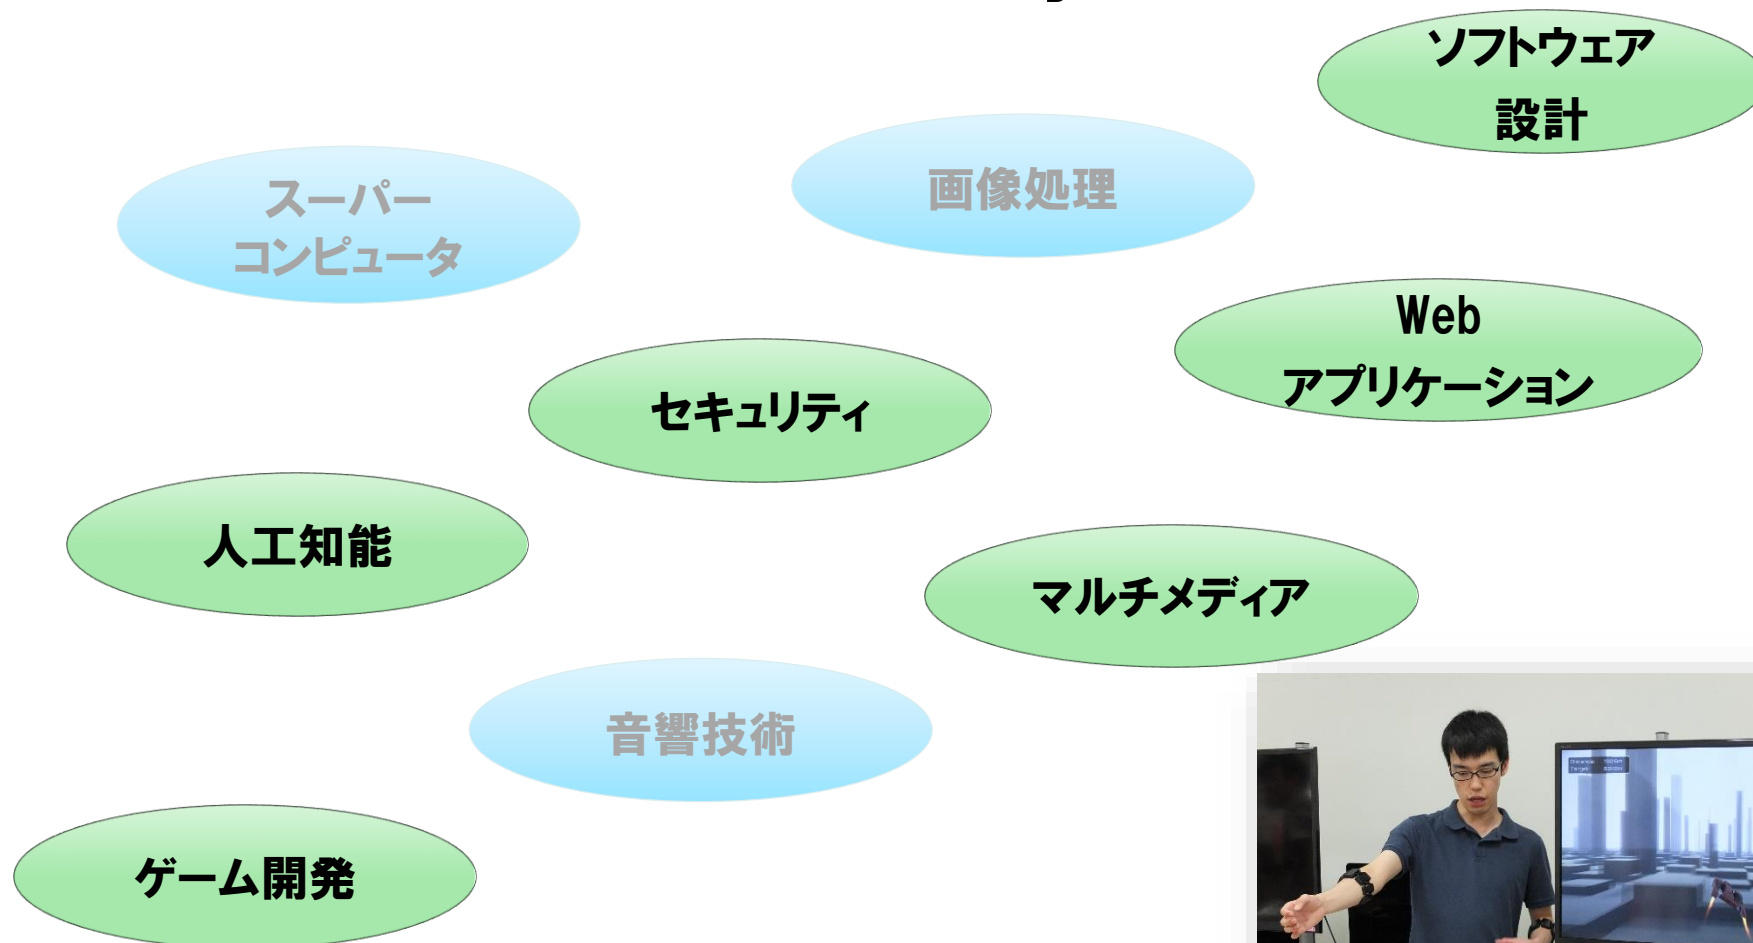 ソフトウェア
設計
スーパー
コンピュータ
画像処理
Web
アプリケーション
セキュリティ
人工知能
マルチメディア
音響技術
ゲーム開発